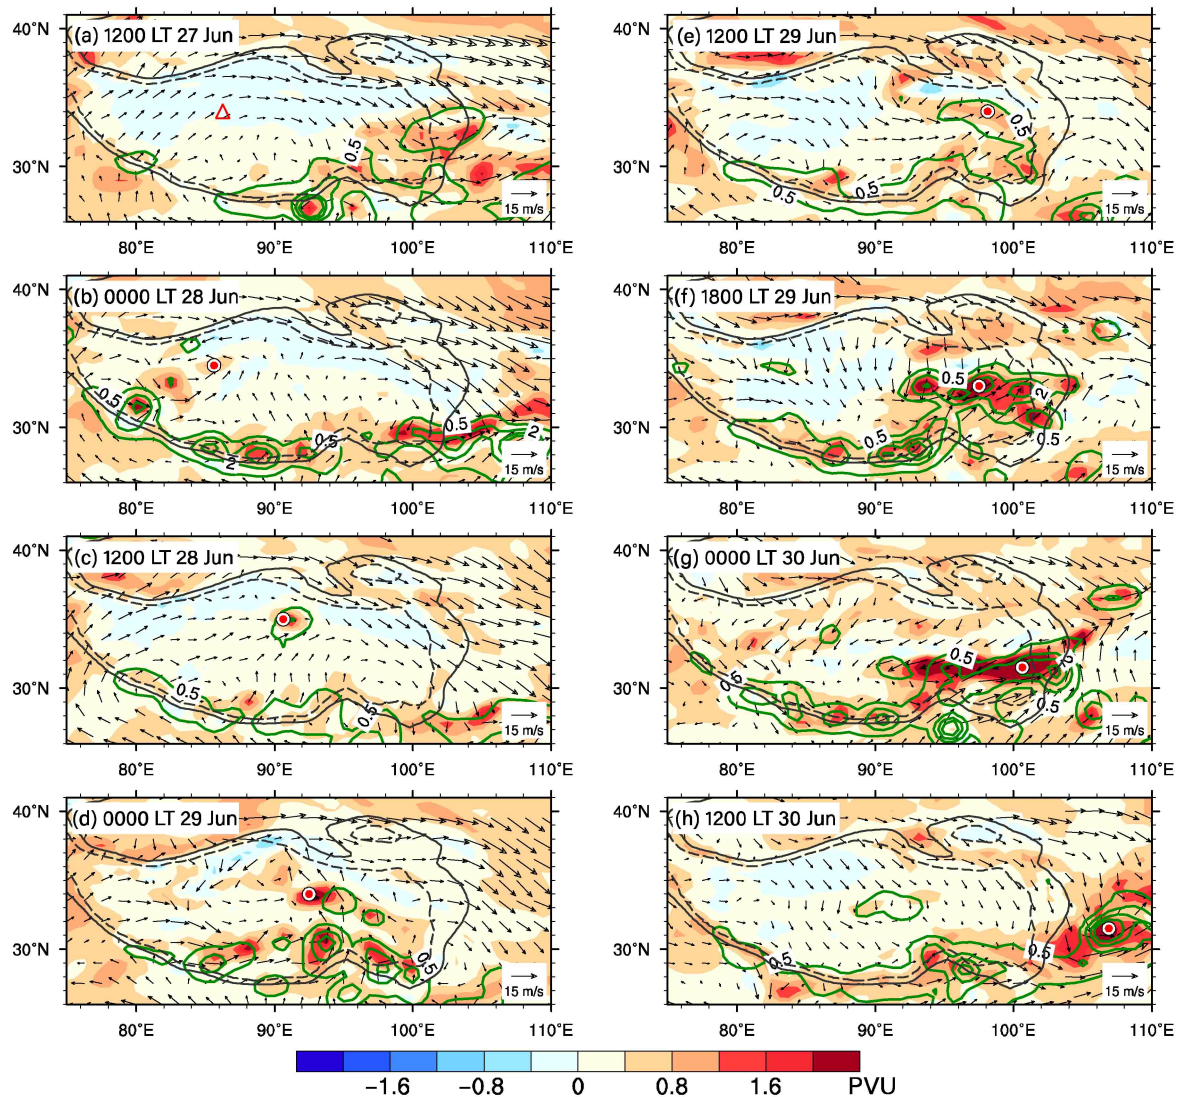 (a) 1200 LT 27 Jun
(e) 1200 LT 29 Jun
40°N
30°N
0.5
15 m/s
80°E 90°E 100°E 110°E
40°N
30°N
0.5
0.5
0.5
15 m/s
80°E 90°E 100°E 110°E
(b) 0000 LT 28 Jun
(f) 1800 LT 29 Jun
40°N
30°N
0.5
0.5
0.5
2
2
15 m/s
80°E 90°E 100°E 110°E
40°N
30°N
0.5
2
0.5
0.5
15 m/s
80°E 90°E 100°E 110°E
(c) 1200 LT 28 Jun
(g) 0000 LT 30 Jun
40°N
30°N
0.5
0.5
15 m/s
80°E 90°E 100°E 110°E
40°N
30°N
0.5
2
0.5
0.5
15 m/s
80°E 90°E 100°E 110°E
(d) 0000 LT 29 Jun
(h) 1200 LT 30 Jun
40°N
30°N
0.5
15 m/s
80°E 90°E 100°E 110°E
40°N
30°N
0.5
0.5
15 m/s
80°E 90°E 100°E 110°E
−1.6 −0.8 0 0.8 1.6 PVU